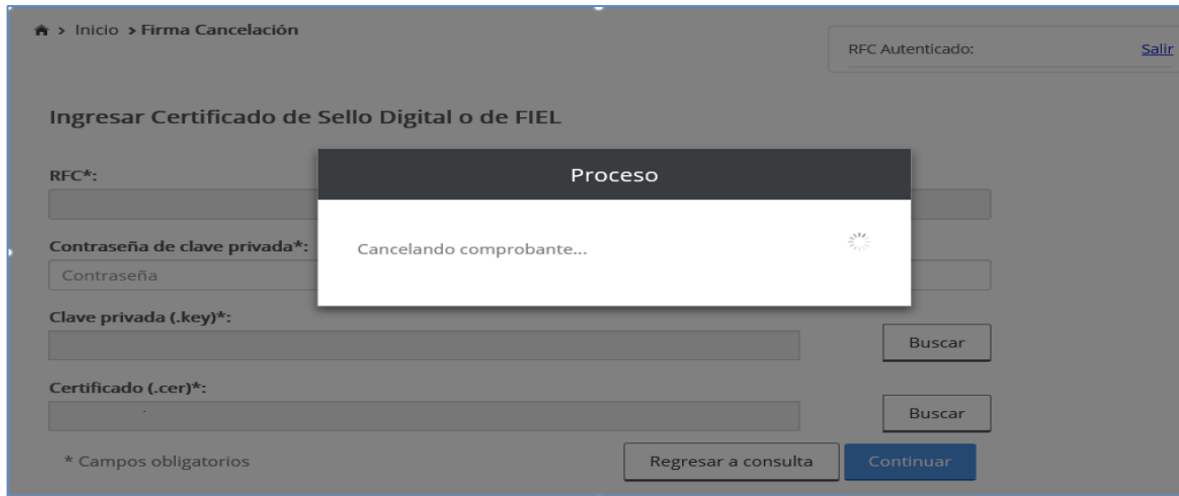 > Inicio > Firma Cancelación
RFC Autenticado: Salir
Ingresar Certificado de Sello Digital o de FIEL
Proceso
RFC*:
Contraseña de clave privada*:
Cancelando comprobante...
Contraseña
Clave privada (.key)*:
Buscar
Certificado (.cer)*:
Buscar
* Campos obligatorios
Regresar a consulta
Continuar